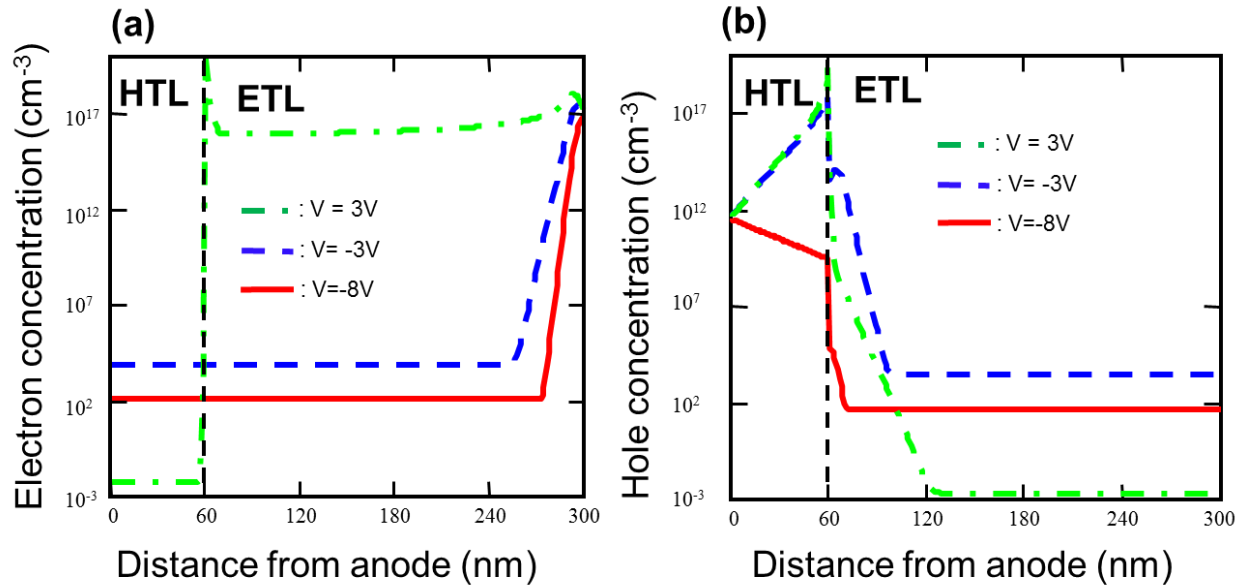 (a)
Electron concentration (cm-3)
HTL
ETL
10^17
10^12
10^7
10^2
10^-3
: V = 3V
: V= -3V
: V=-8V
0 60 120 180 240 300
Distance from anode (nm)
(b)
Hole concentration (cm-3)
HTL
ETL
10^17
10^12
10^7
10^2
10^-3
: V = 3V
: V= -3V
: V=-8V
0 60 120 180 240 300
Distance from anode (nm)